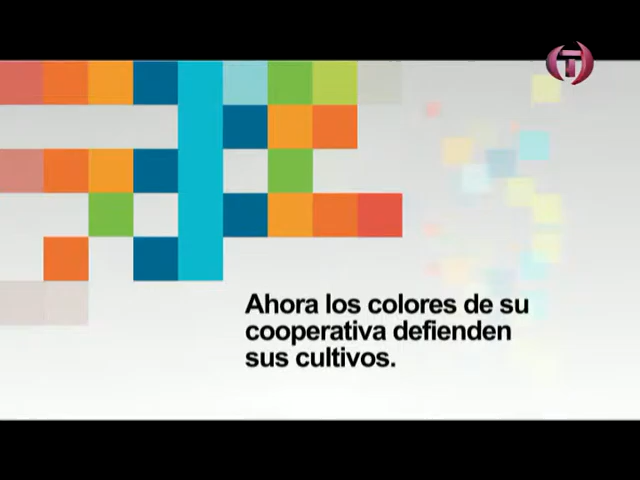 T
Ahora los colores de su
cooperativa defienden
sus cultivos.